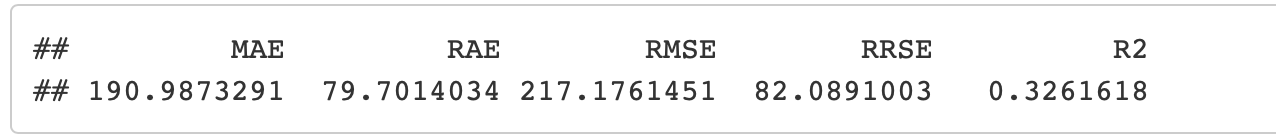 ##         MAE         RAE        RMSE        RRSE          R2
## 190.9873291  79.7014034 217.1761451  82.0891003   0.3261618